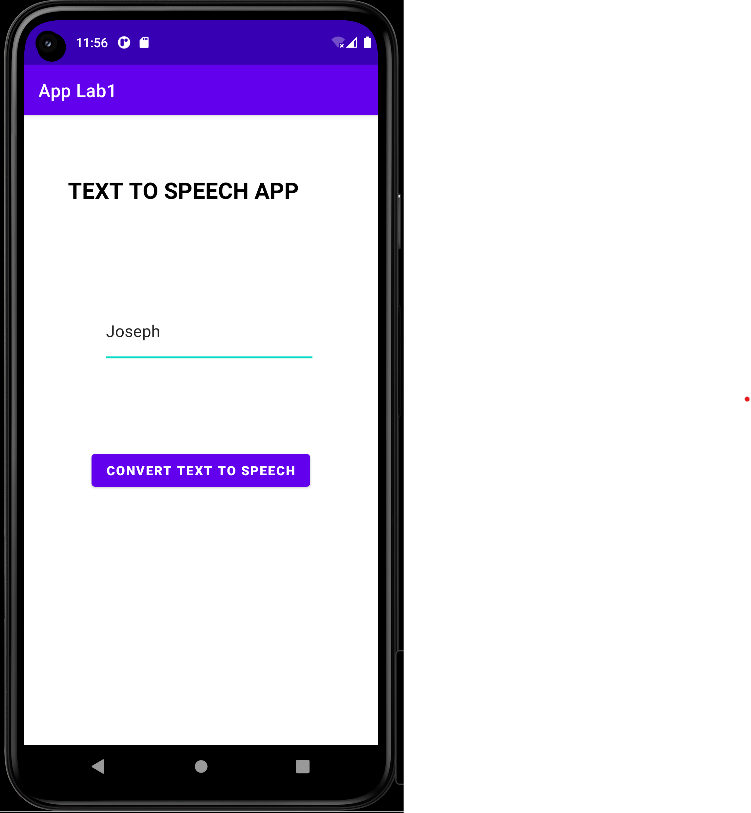 11:56
App Lab1
TEXT TO SPEECH APP
Joseph
CONVERT TEXT TO SPEECH